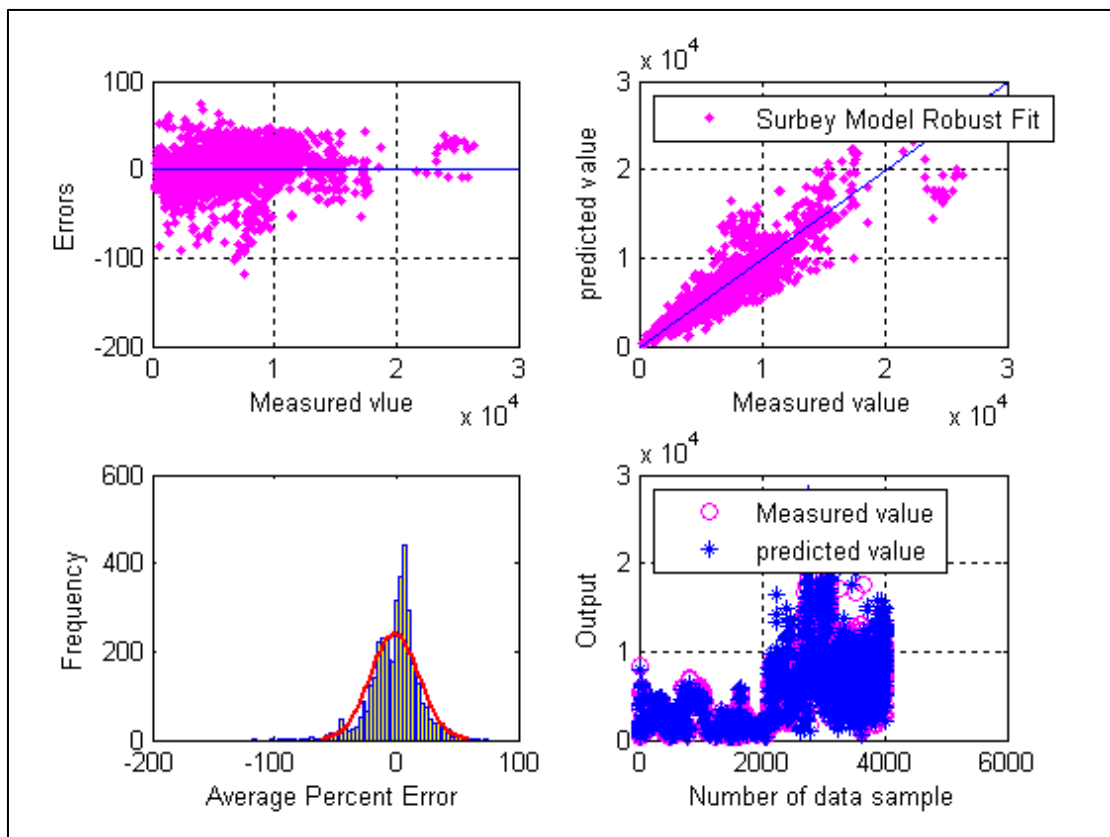 100
0
-100
-200
Errors
0
1
2
3
Measured vlue
x 10^4
x 10^4
3
2
1
0
predicted value
Surbey Model Robust Fit
0
1
2
3
Measured value
x 10^4
600
400
200
0
Frequency
-200
-100
0
100
Average Percent Error
x 10^4
3
2
1
0
Output
Measured value
predicted value
0
2000
4000
6000
Number of data sample